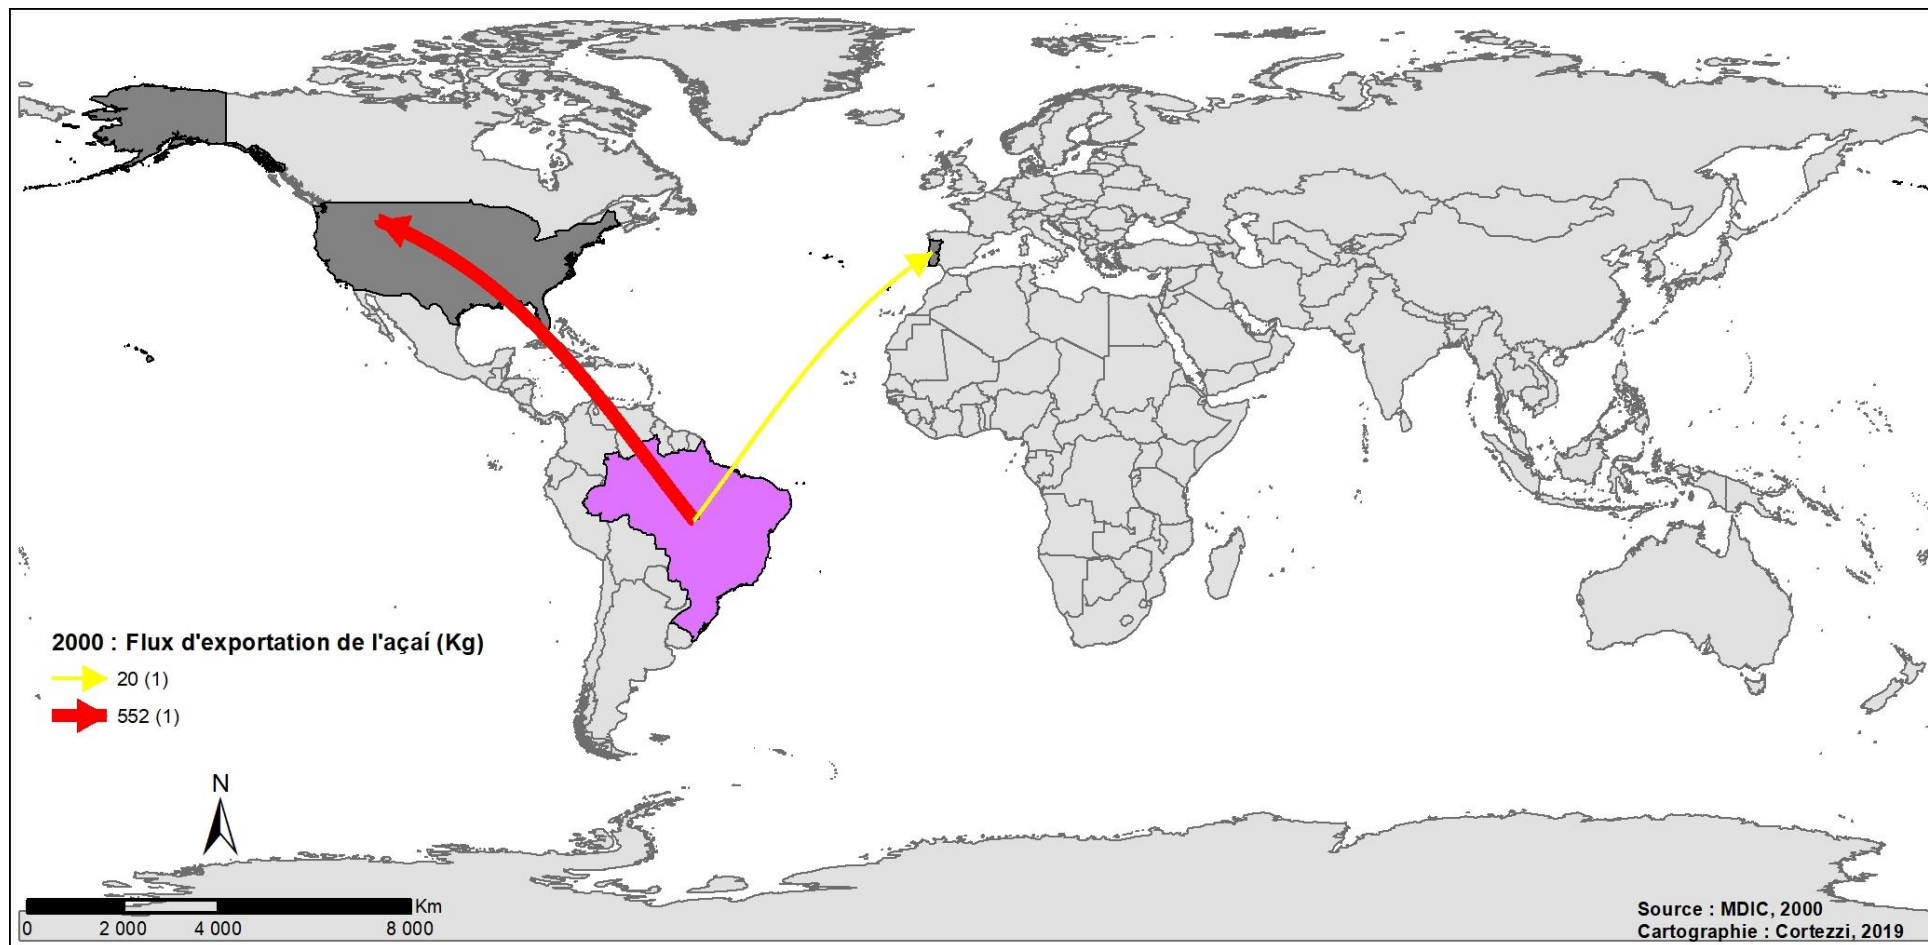 2000 : Flux d'exportation de l'açaí (Kg)
20 (1)
552 (1)
N
Km
0 2 000 4 000 8 000
Source : MDIC, 2000
Cartographie : Cortezzi, 2019